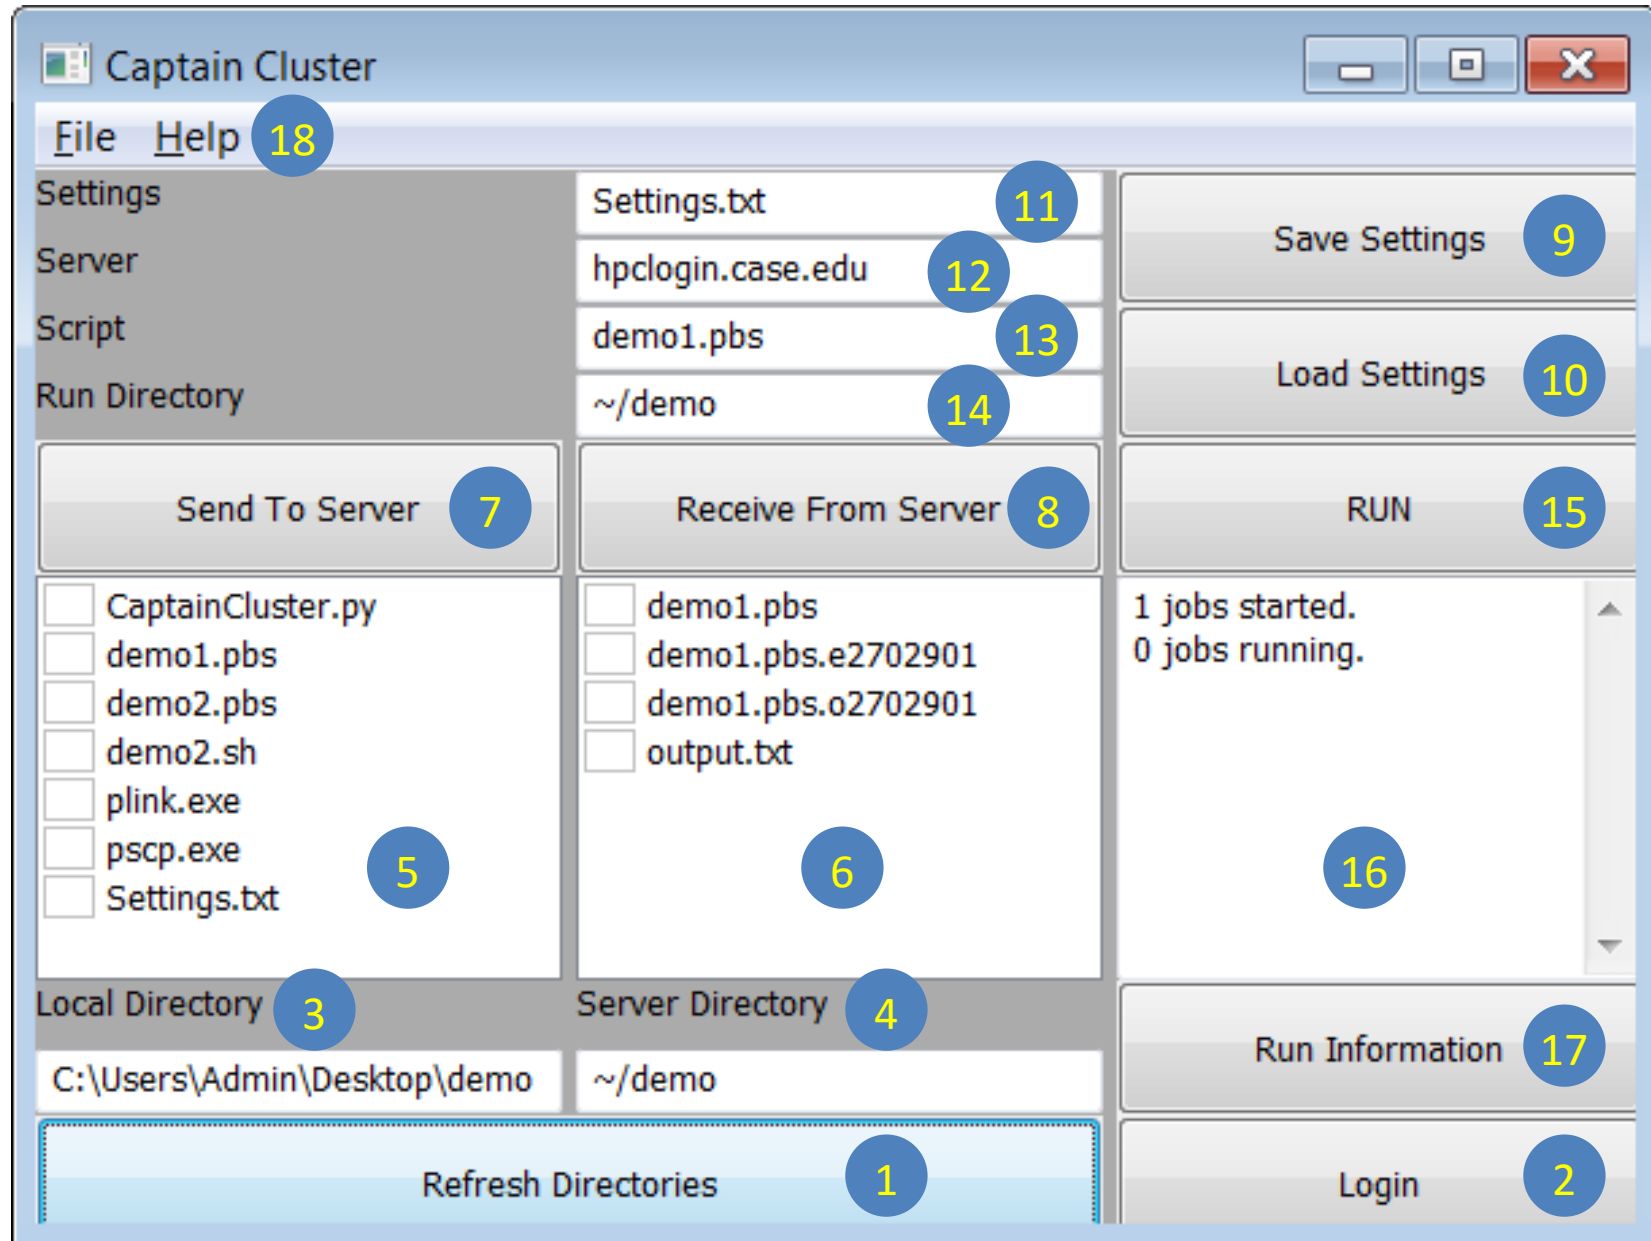 Captain Cluster
File Help 18
Settings Settings.txt 11
Save Settings 9
Server hpclogin.case.edu 12
Script demo1.pbs 13
Load Settings 10
Run Directory ~/demo 14
Send To Server 7 Receive From Server 8 RUN 15
CaptainCluster.py
demo1.pbs
demo2.pbs
demo2.sh
plink.exe
pscp.exe
Settings.txt
5
demo1.pbs
demo1.pbs.e2702901
demo1.pbs.o2702901
output.txt
6
1 jobs started.
0 jobs running.
16
Local Directory 3
C:\Users\Admin\Desktop\demo
Server Directory 4
~/demo
Run Information 17
Refresh Directories 1
Login 2